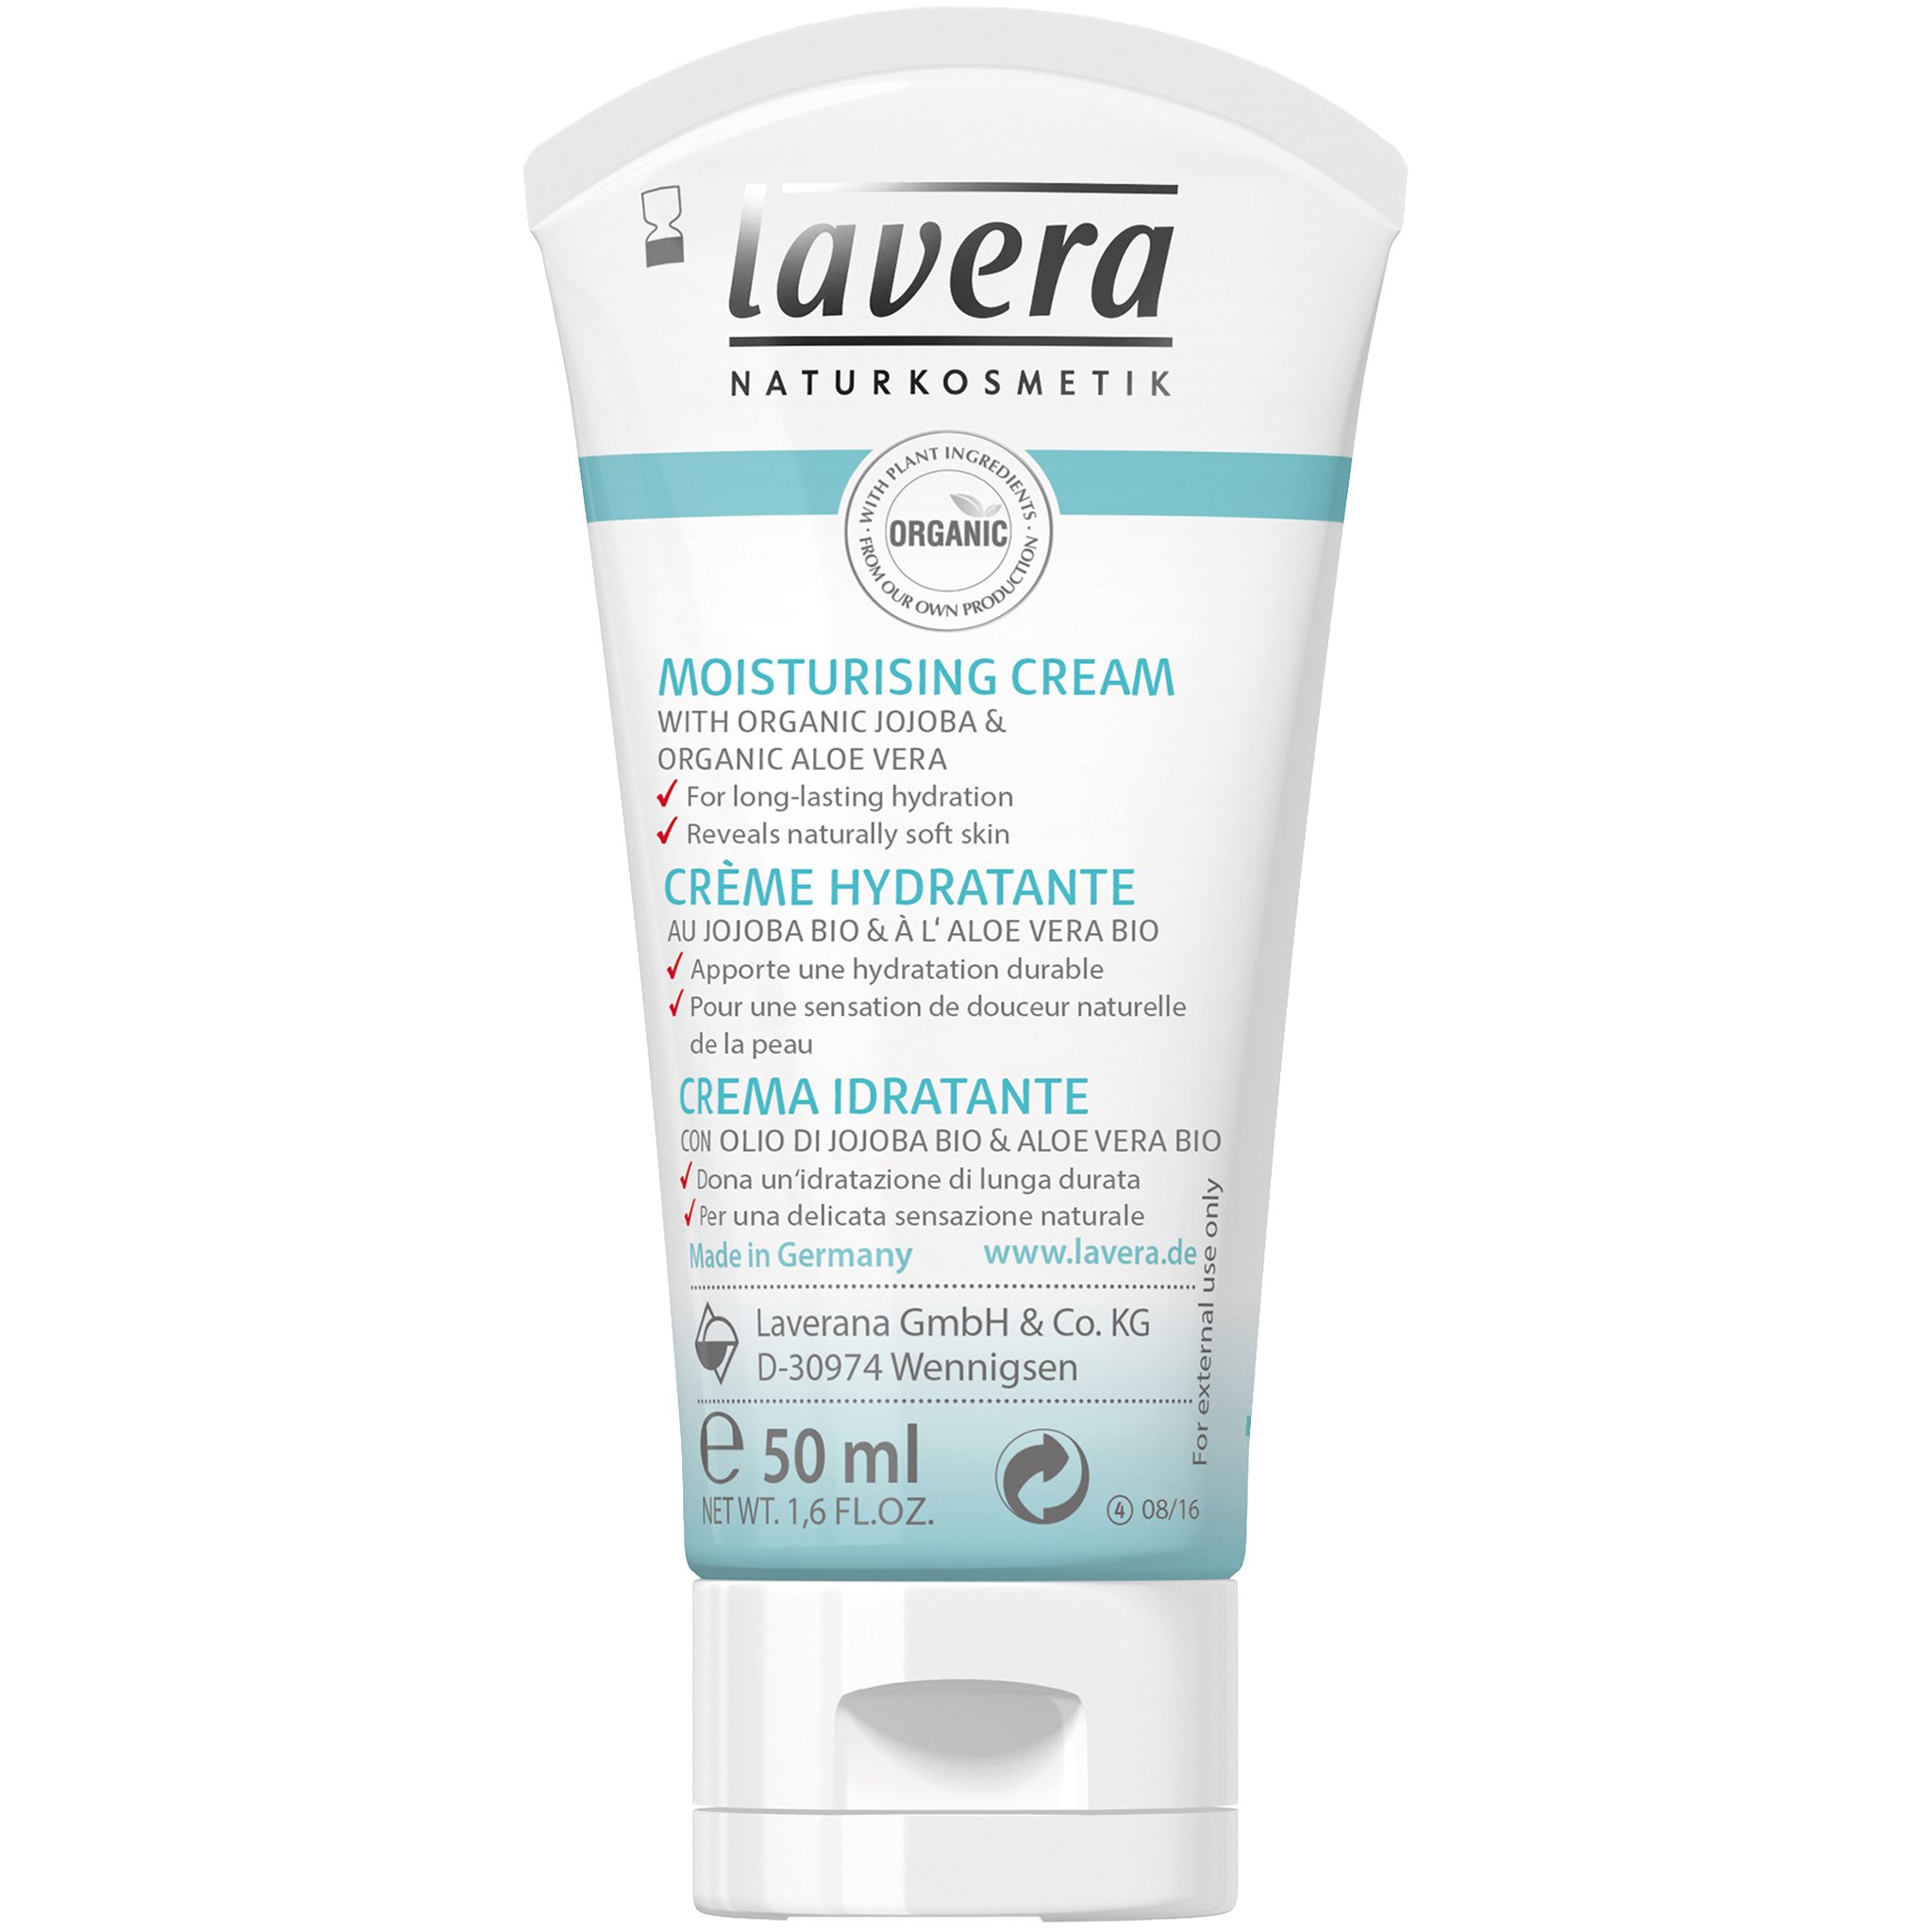 lavera
NATURKOSMETIK
· WITH PLANT INGREDIENTS ·
ORGANIC
FROM OUR OWN PRODUCTION
MOISTURISING CREAM
WITH ORGANIC JOJOBA &
ORGANIC ALOE VERA
✓ For long-lasting hydration
✓ Reveals naturally soft skin
CRÈME HYDRATANTE
AU JOJOBA BIO & À L‘ ALOE VERA BIO
✓ Apporte une hydratation durable
✓ Pour une sensation de douceur naturelle
de la peau
CREMA IDRATANTE
CON OLIO DI JOJOBA BIO & ALOE VERA BIO
✓ Dona un‘idratazione di lunga durata
✓ Per una delicata sensazione naturale
Made in Germany www.lavera.de
Laverana GmbH & Co. KG
D-30974 Wennigsen
℮ 50 ml
NET WT. 1,6 FL.OZ.
④ 08/16
For external use only